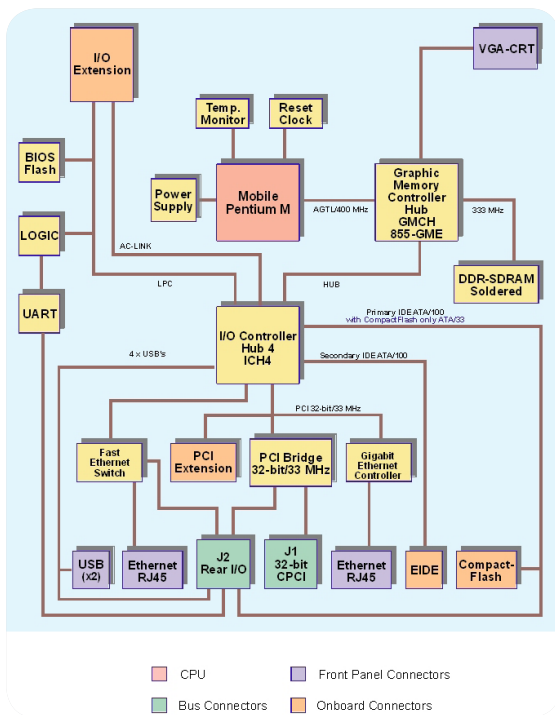 I/O
Extension
VGA-CRT
Temp.
Monitor
Reset
Clock
BIOS
Flash
Power
Supply
Mobile
Pentium M
AGTL/400 MHz
Graphic
Memory
Controller
Hub
GMCH
855-GME
333 MHz
LOGIC
AC-LINK
LPC
HUB
DDR-SDRAM
Soldered
UART
I/O Controller
Hub 4
ICH4
Primary IDE ATA/100
with CompactFlash only ATA/33
4 x USB's
Secondary IDE ATA/100
PCI 32-bit/33 MHz
Fast
Ethernet
Switch
PCI
Extension
PCI Bridge
32-bit/33 MHz
Gigabit
Ethernet
Controller
USB
(x2)
Ethernet
RJ45
J2
Rear I/O
J1
32-bit
CPCI
Ethernet
RJ45
EIDE
Compact-
Flash
CPU
Front Panel Connectors
Bus Connectors
Onboard Connectors